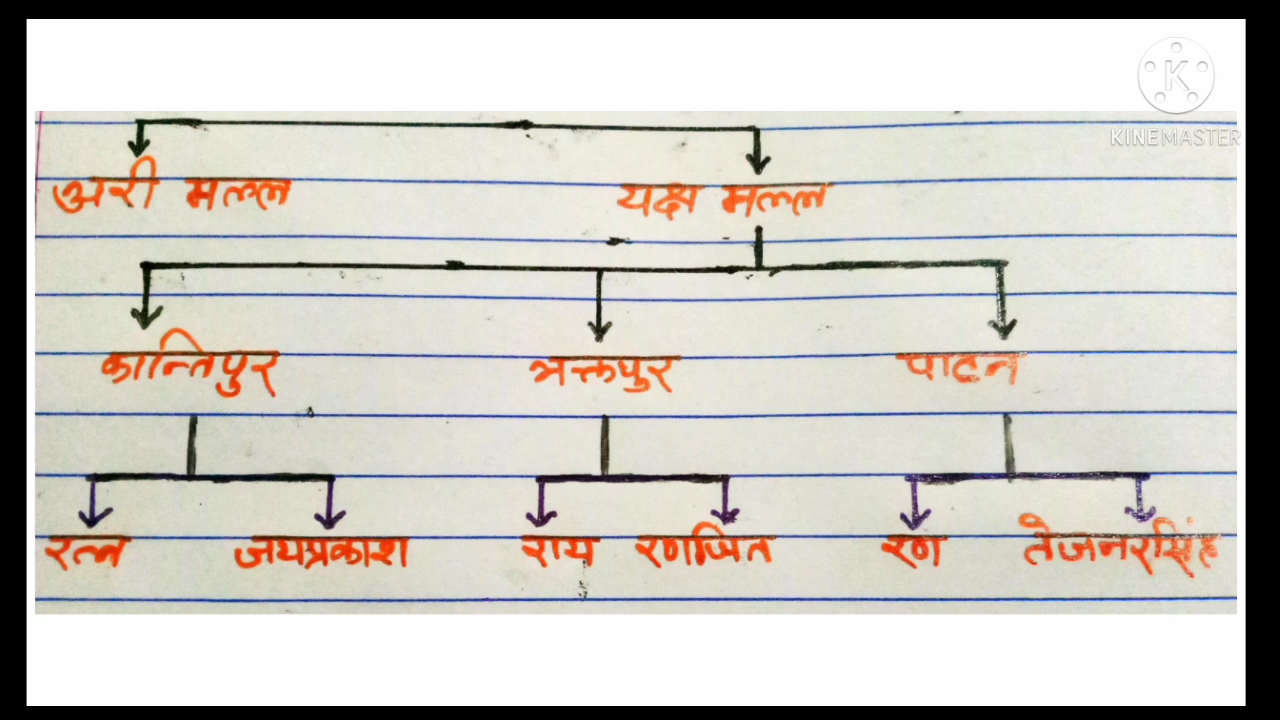 K
KINEMASTER
अरी मल्ल यक्ष मल्ल
कान्तिपुर भक्तपुर पाटन
रत्न जयप्रकाश राय रणजित रण तेजनरसिंह